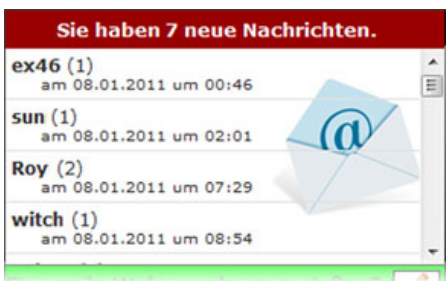 Sie haben 7 neue Nachrichten.
ex46 (1)
am 08.01.2011 um 00:46
sun (1)
am 08.01.2011 um 02:01
Roy (2)
am 08.01.2011 um 07:29
witch (1)
am 08.01.2011 um 08:54